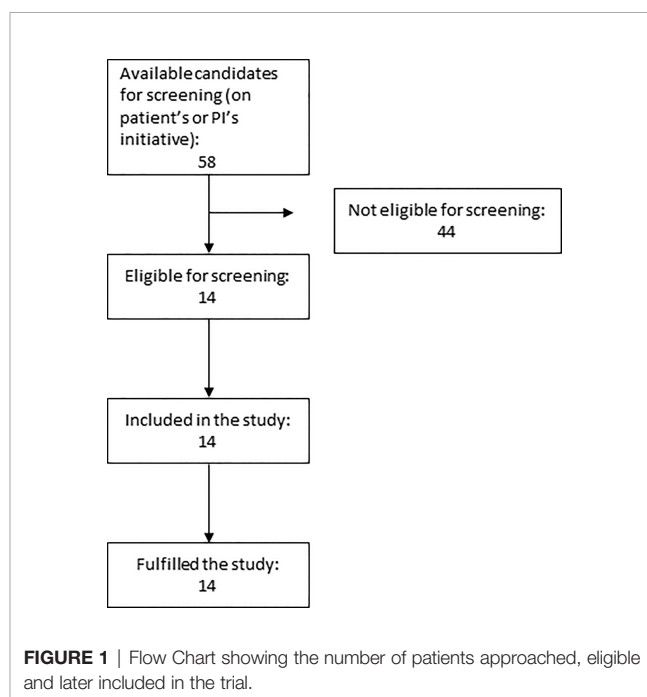 Available candidates
for screening (on
patient's or PI's
initiative):
58
Not eligible for screening:
44
Eligible for screening:
14
Included in the study:
14
Fulfilled the study:
14
FIGURE 1 | Flow Chart showing the number of patients approached, eligible
and later included in the trial.